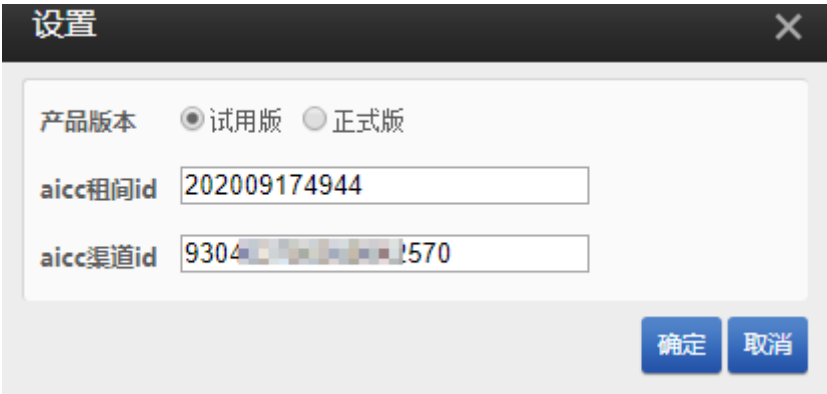 设置
产品版本 试用版 正式版
aicc租间id 202009174944
aicc渠道id 9304 2570
确定 取消